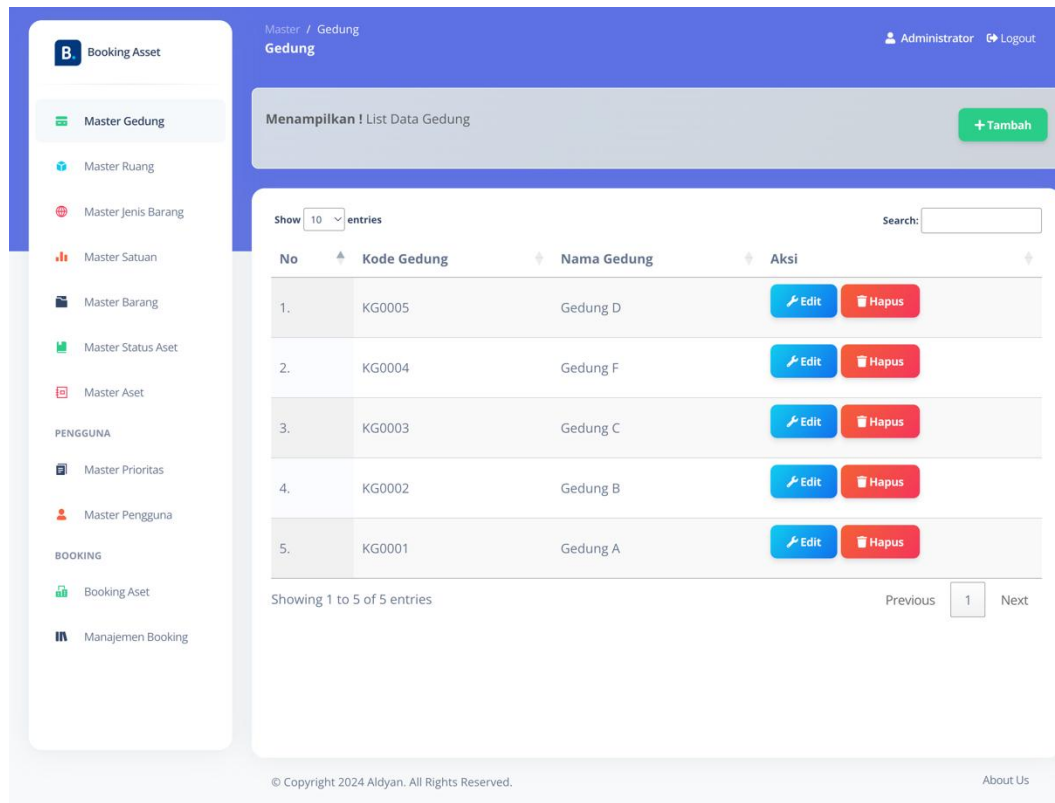 B. Booking Asset
Master Gedung
Master Ruang
Master Jenis Barang
Master Satuan
Master Barang
Master Status Aset
Master Aset
PENGGUNA
Master Prioritas
Master Pengguna
BOOKING
Booking Aset
Manajemen Booking
Master / Gedung
Gedung
Administrator Logout
Menampilkan ! List Data Gedung
+Tambah
Show 10 entries Search:
No Kode Gedung Nama Gedung Aksi
1. KG0005 Gedung D Edit Hapus
2. KG0004 Gedung F Edit Hapus
3. KG0003 Gedung C Edit Hapus
4. KG0002 Gedung B Edit Hapus
5. KG0001 Gedung A Edit Hapus
Showing 1 to 5 of 5 entries Previous 1 Next
© Copyright 2024 Aldyan. All Rights Reserved. About Us